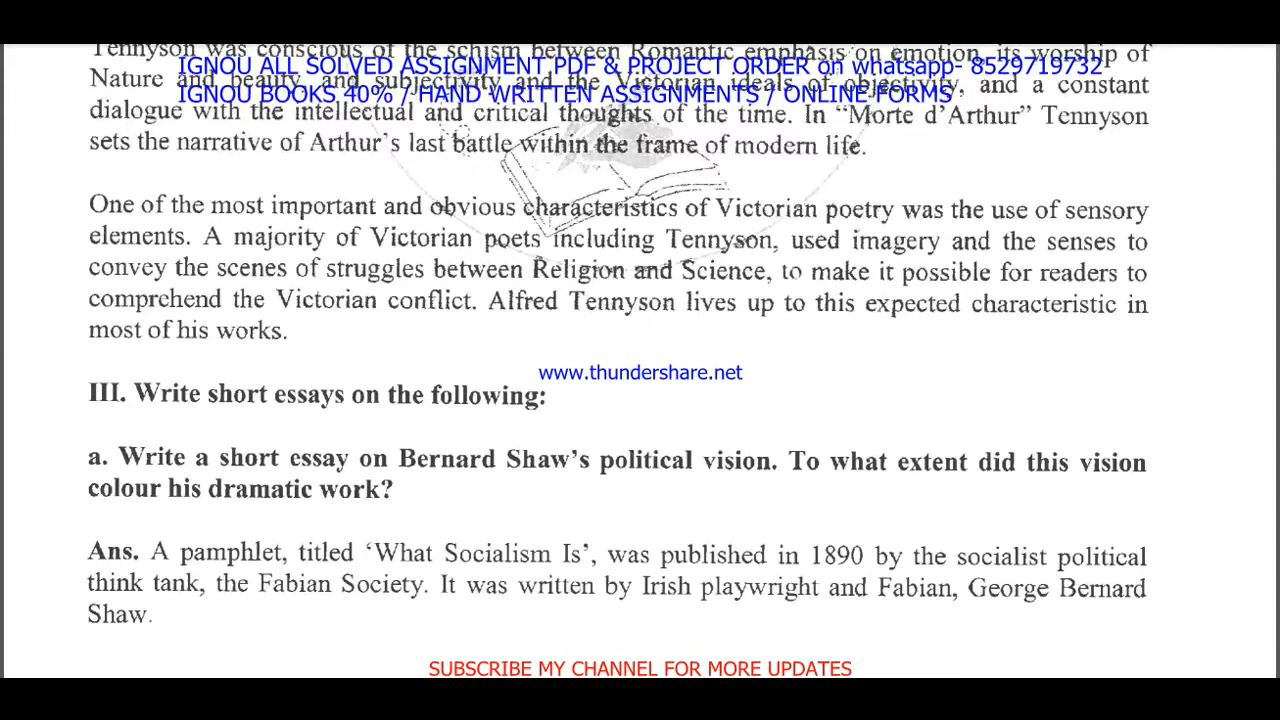 Tennyson was conscious of the schism between Romantic emphasis on emotion, its worship of
IGNOU ALL SOLVED ASSIGNMENT PDF & PROJECT ORDER on whatsapp- 8529719732
Nature and beauty, and subjectivity and the Victorian ideals of objectivity, and a constant
IGNOU BOOKS 40% / HAND WRITTEN ASSIGNMENTS / ONLINE FORMS
dialogue with the intellectual and critical thoughts of the time. In “Morte d’Arthur” Tennyson
sets the narrative of Arthur’s last battle within the frame of modern life.
One of the most important and obvious characteristics of Victorian poetry was the use of sensory
elements. A majority of Victorian poets including Tennyson, used imagery and the senses to
convey the scenes of struggles between Religion and Science, to make it possible for readers to
comprehend the Victorian conflict. Alfred Tennyson lives up to this expected characteristic in
most of his works.
www.thundershare.net
III. Write short essays on the following:
a. Write a short essay on Bernard Shaw’s political vision. To what extent did this vision
colour his dramatic work?
Ans. A pamphlet, titled ‘What Socialism Is’, was published in 1890 by the socialist political
think tank, the Fabian Society. It was written by Irish playwright and Fabian, George Bernard
Shaw.
SUBSCRIBE MY CHANNEL FOR MORE UPDATES